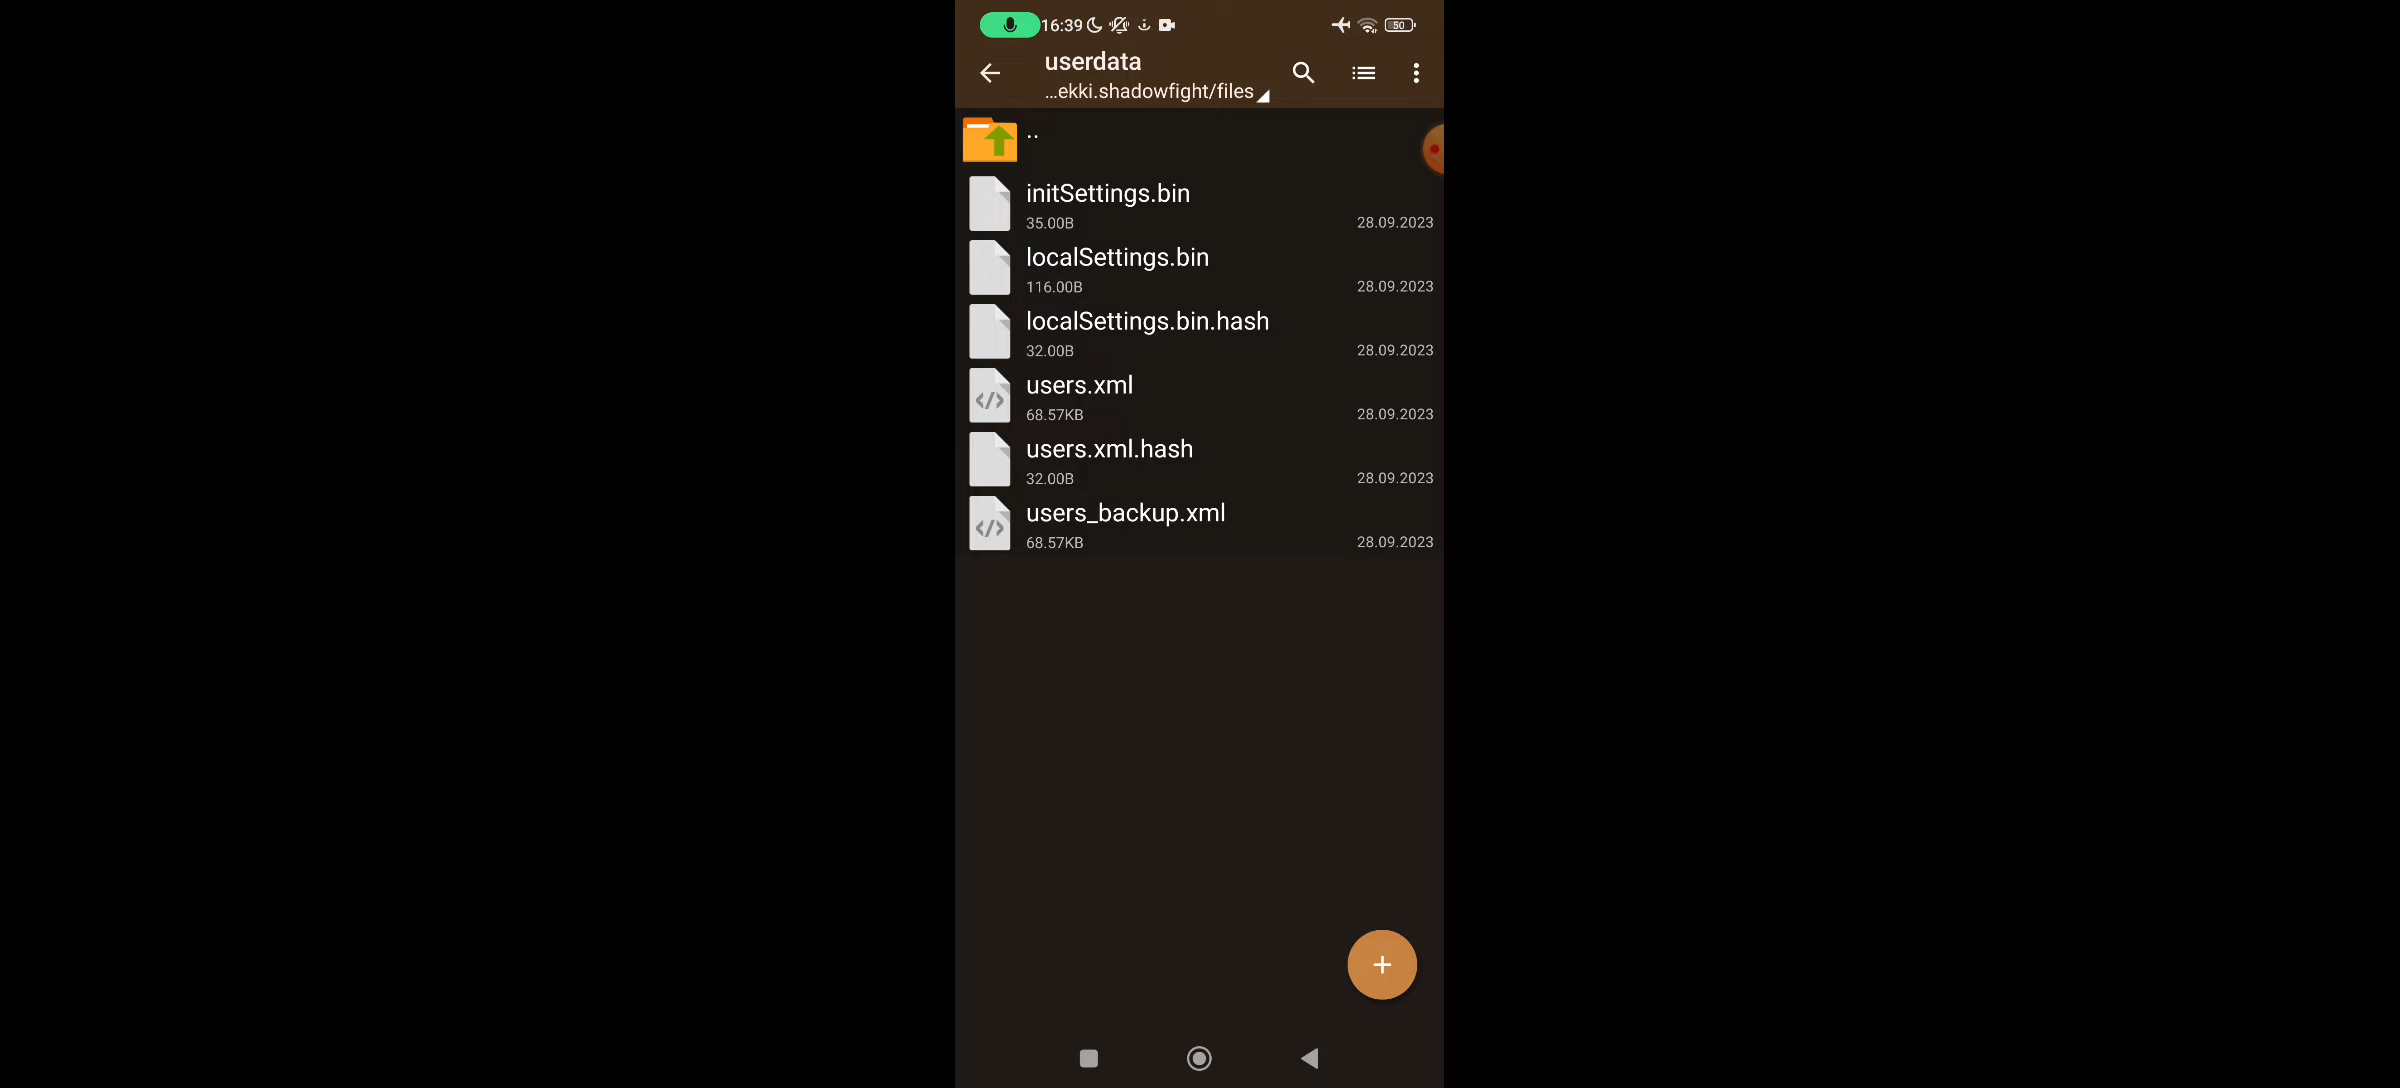 16:39
50
userdata
...ekki.shadowfight/files
..
initSettings.bin
35.00B
28.09.2023
localSettings.bin
116.00B
28.09.2023
localSettings.bin.hash
32.00B
28.09.2023
users.xml
68.57KB
28.09.2023
users.xml.hash
32.00B
28.09.2023
users_backup.xml
68.57KB
28.09.2023